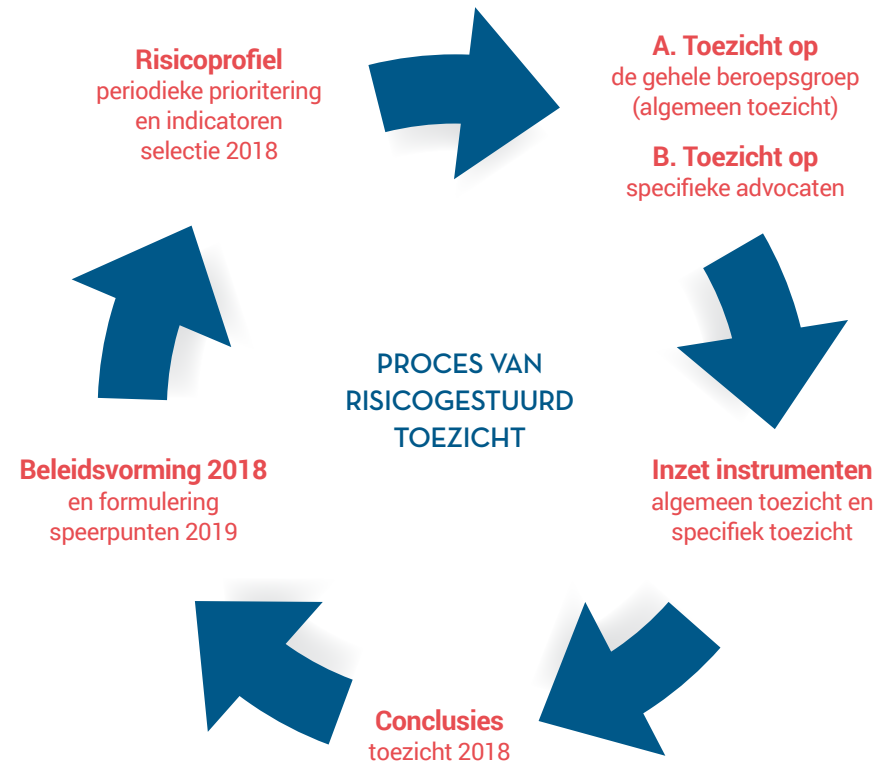 Risicoprofiel
periodieke prioritering
en indicatoren
selectie 2018
A. Toezicht op
de gehele beroepsgroep
(algemeen toezicht)
B. Toezicht op
specifieke advocaten
PROCES VAN
RISICOGESTUURD
TOEZICHT
Inzet instrumenten
algemeen toezicht en
specifiek toezicht
Conclusies
toezicht 2018
Beleidsvorming 2018
en formulering
speerpunten 2019